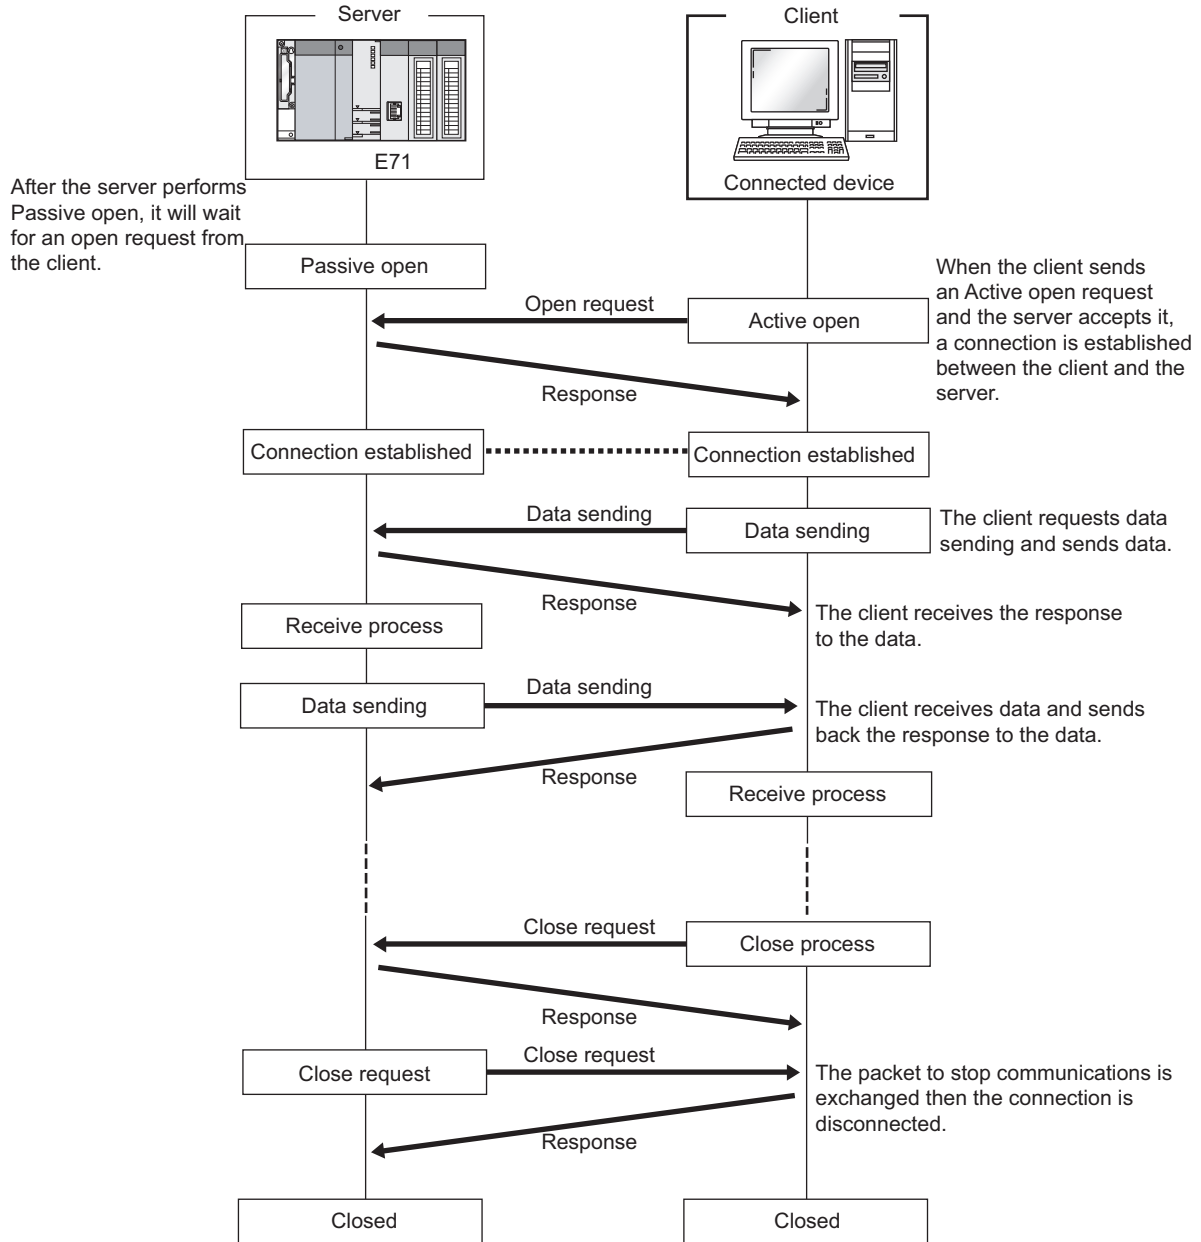 Server
Client
E71
Connected device
After the server performs
Passive open, it will wait
for an open request from
the client.
Passive open
When the client sends
an Active open request
and the server accepts it,
a connection is established
between the client and the
server.
Open request
Active open
Response
Connection established
Connection established
Data sending
Data sending
The client requests data
sending and sends data.
Response
The client receives the response
to the data.
Receive process
Data sending
Data sending
The client receives data and sends
back the response to the data.
Response
Receive process
Close request
Close process
Response
Close request
Close request
The packet to stop communications is
exchanged then the connection is
disconnected.
Response
Closed
Closed